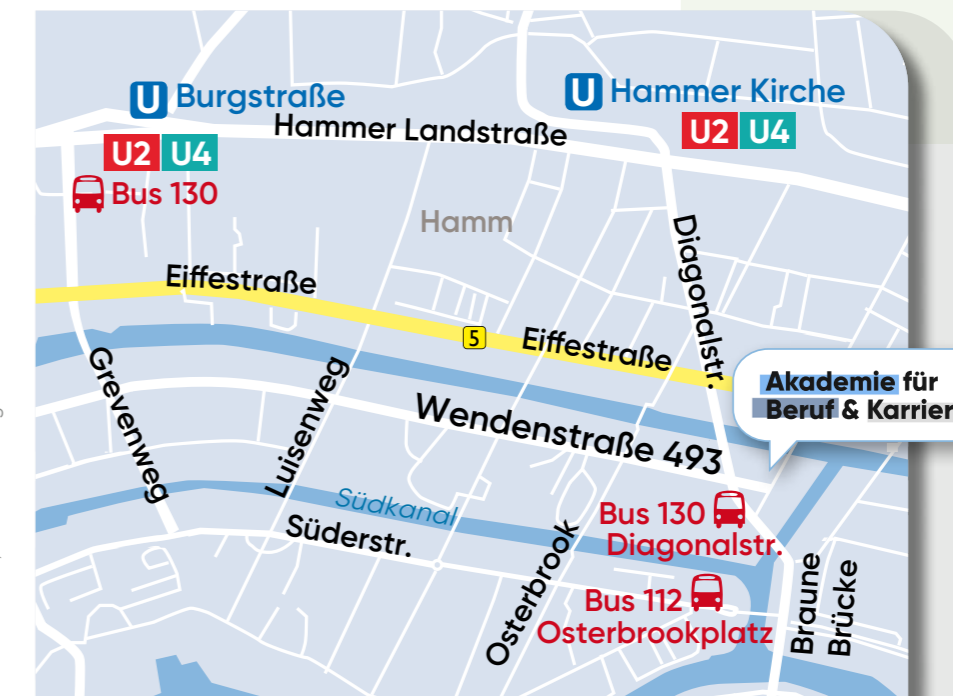 U Burgstraße
U2 U4
Bus 130
U Hammer Kirche
U2 U4
Hammer Landstraße
Hamm
Diagonalstr.
Eiffestraße
5
Eiffestraße
Akademie für
Beruf & Karrier
Grevenweg
Luisenweg
Wendenstraße 493
Südkanal
Süderstr.
Osterbrook
Bus 130
Diagonalstr.
Bus 112
Osterbrookplatz
Braune
Brücke